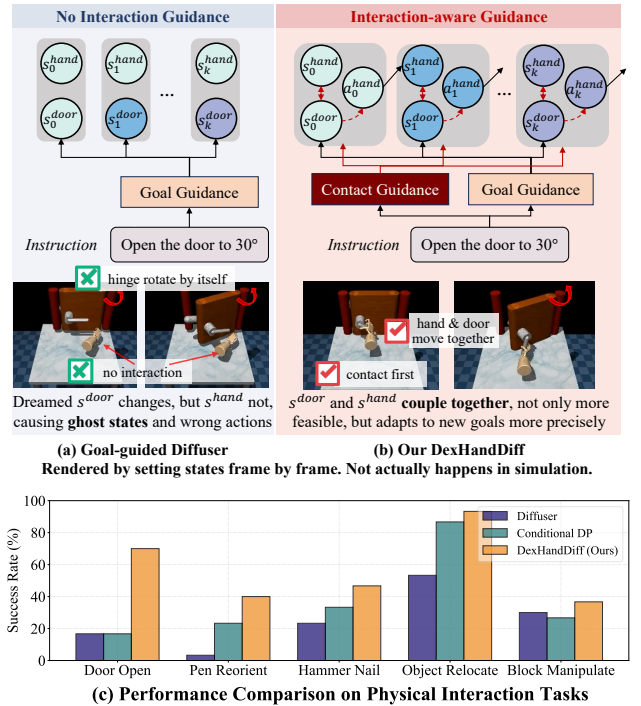 No Interaction Guidance
s_0^{hand} s_1^{hand} s_k^{hand}
...
s_0^{door} s_1^{door} s_k^{door}
Goal Guidance
Instruction Open the door to 30°
hinge rotate by itself
no interaction
Dreamed s^{door} changes, but s^{hand} not,
causing ghost states and wrong actions
(a) Goal-guided Diffuser
Interaction-aware Guidance
s_0^{hand} s_1^{hand} s_k^{hand}
a_0^{hand} a_1^{hand} ... a_k^{hand}
s_0^{door} s_1^{door} s_k^{door}
Contact Guidance Goal Guidance
Instruction Open the door to 30°
hand & door
move together
contact first
s^{door} and s^{hand} couple together, not only more
feasible, but adapts to new goals more precisely
(b) Our DexHandDiff
Rendered by setting states frame by frame. Not actually happens in simulation.
Success Rate (%)
100
80
60
40
20
0
Diffuser
Conditional DP
DexHandDiff (Ours)
Door Open Pen Reorient Hammer Nail Object Relocate Block Manipulate
(c) Performance Comparison on Physical Interaction Tasks